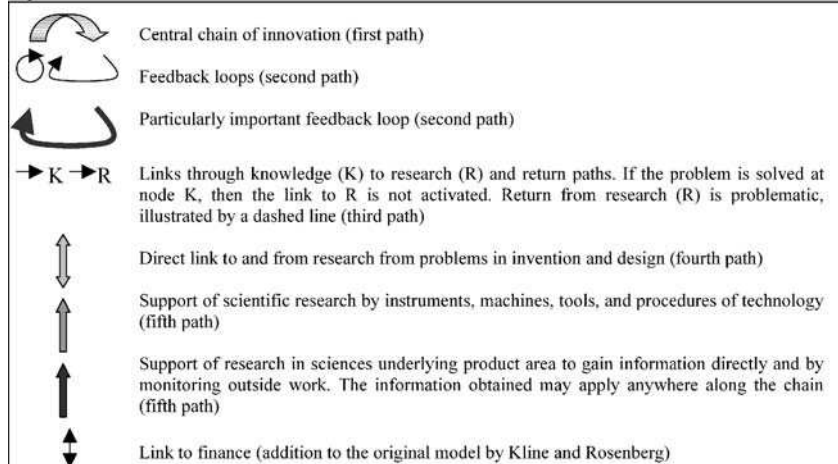 Central chain of innovation (first path)
Feedback loops (second path)
Particularly important feedback loop (second path)
K R Links through knowledge (K) to research (R) and return paths. If the problem is solved at
node K, then the link to R is not activated. Return from research (R) is problematic,
illustrated by a dashed line (third path)
Direct link to and from research from problems in invention and design (fourth path)
Support of scientific research by instruments, machines, tools, and procedures of technology
(fifth path)
Support of research in sciences underlying product area to gain information directly and by
monitoring outside work. The information obtained may apply anywhere along the chain
(fifth path)
Link to finance (addition to the original model by Kline and Rosenberg)